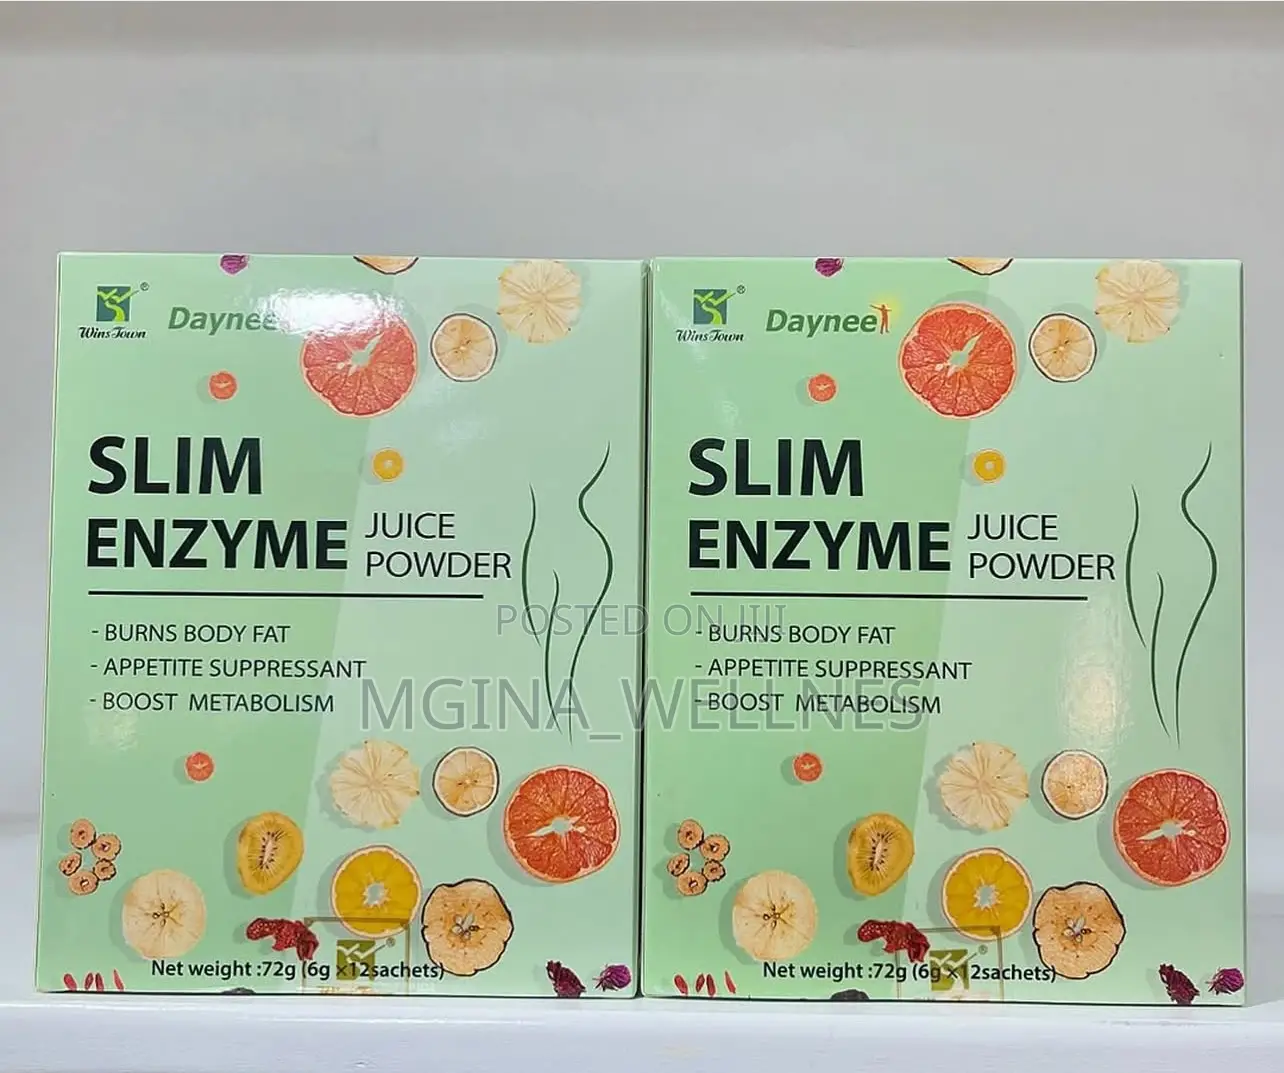 Wins Town
®
Daynee
SLIM
ENZYME
JUICE
POWDER
- BURNS BODY FAT
- APPETITE SUPPRESSANT
- BOOST METABOLISM
Net weight :72g (6g ×12sachets)
Wins Town
®
Wins Town
®
Daynee
SLIM
ENZYME
JUICE
POWDER
- BURNS BODY FAT
- APPETITE SUPPRESSANT
- BOOST METABOLISM
Net weight :72g (6g ×12sachets)
®
POSTED ON JIJI
MGINA_WELLNES